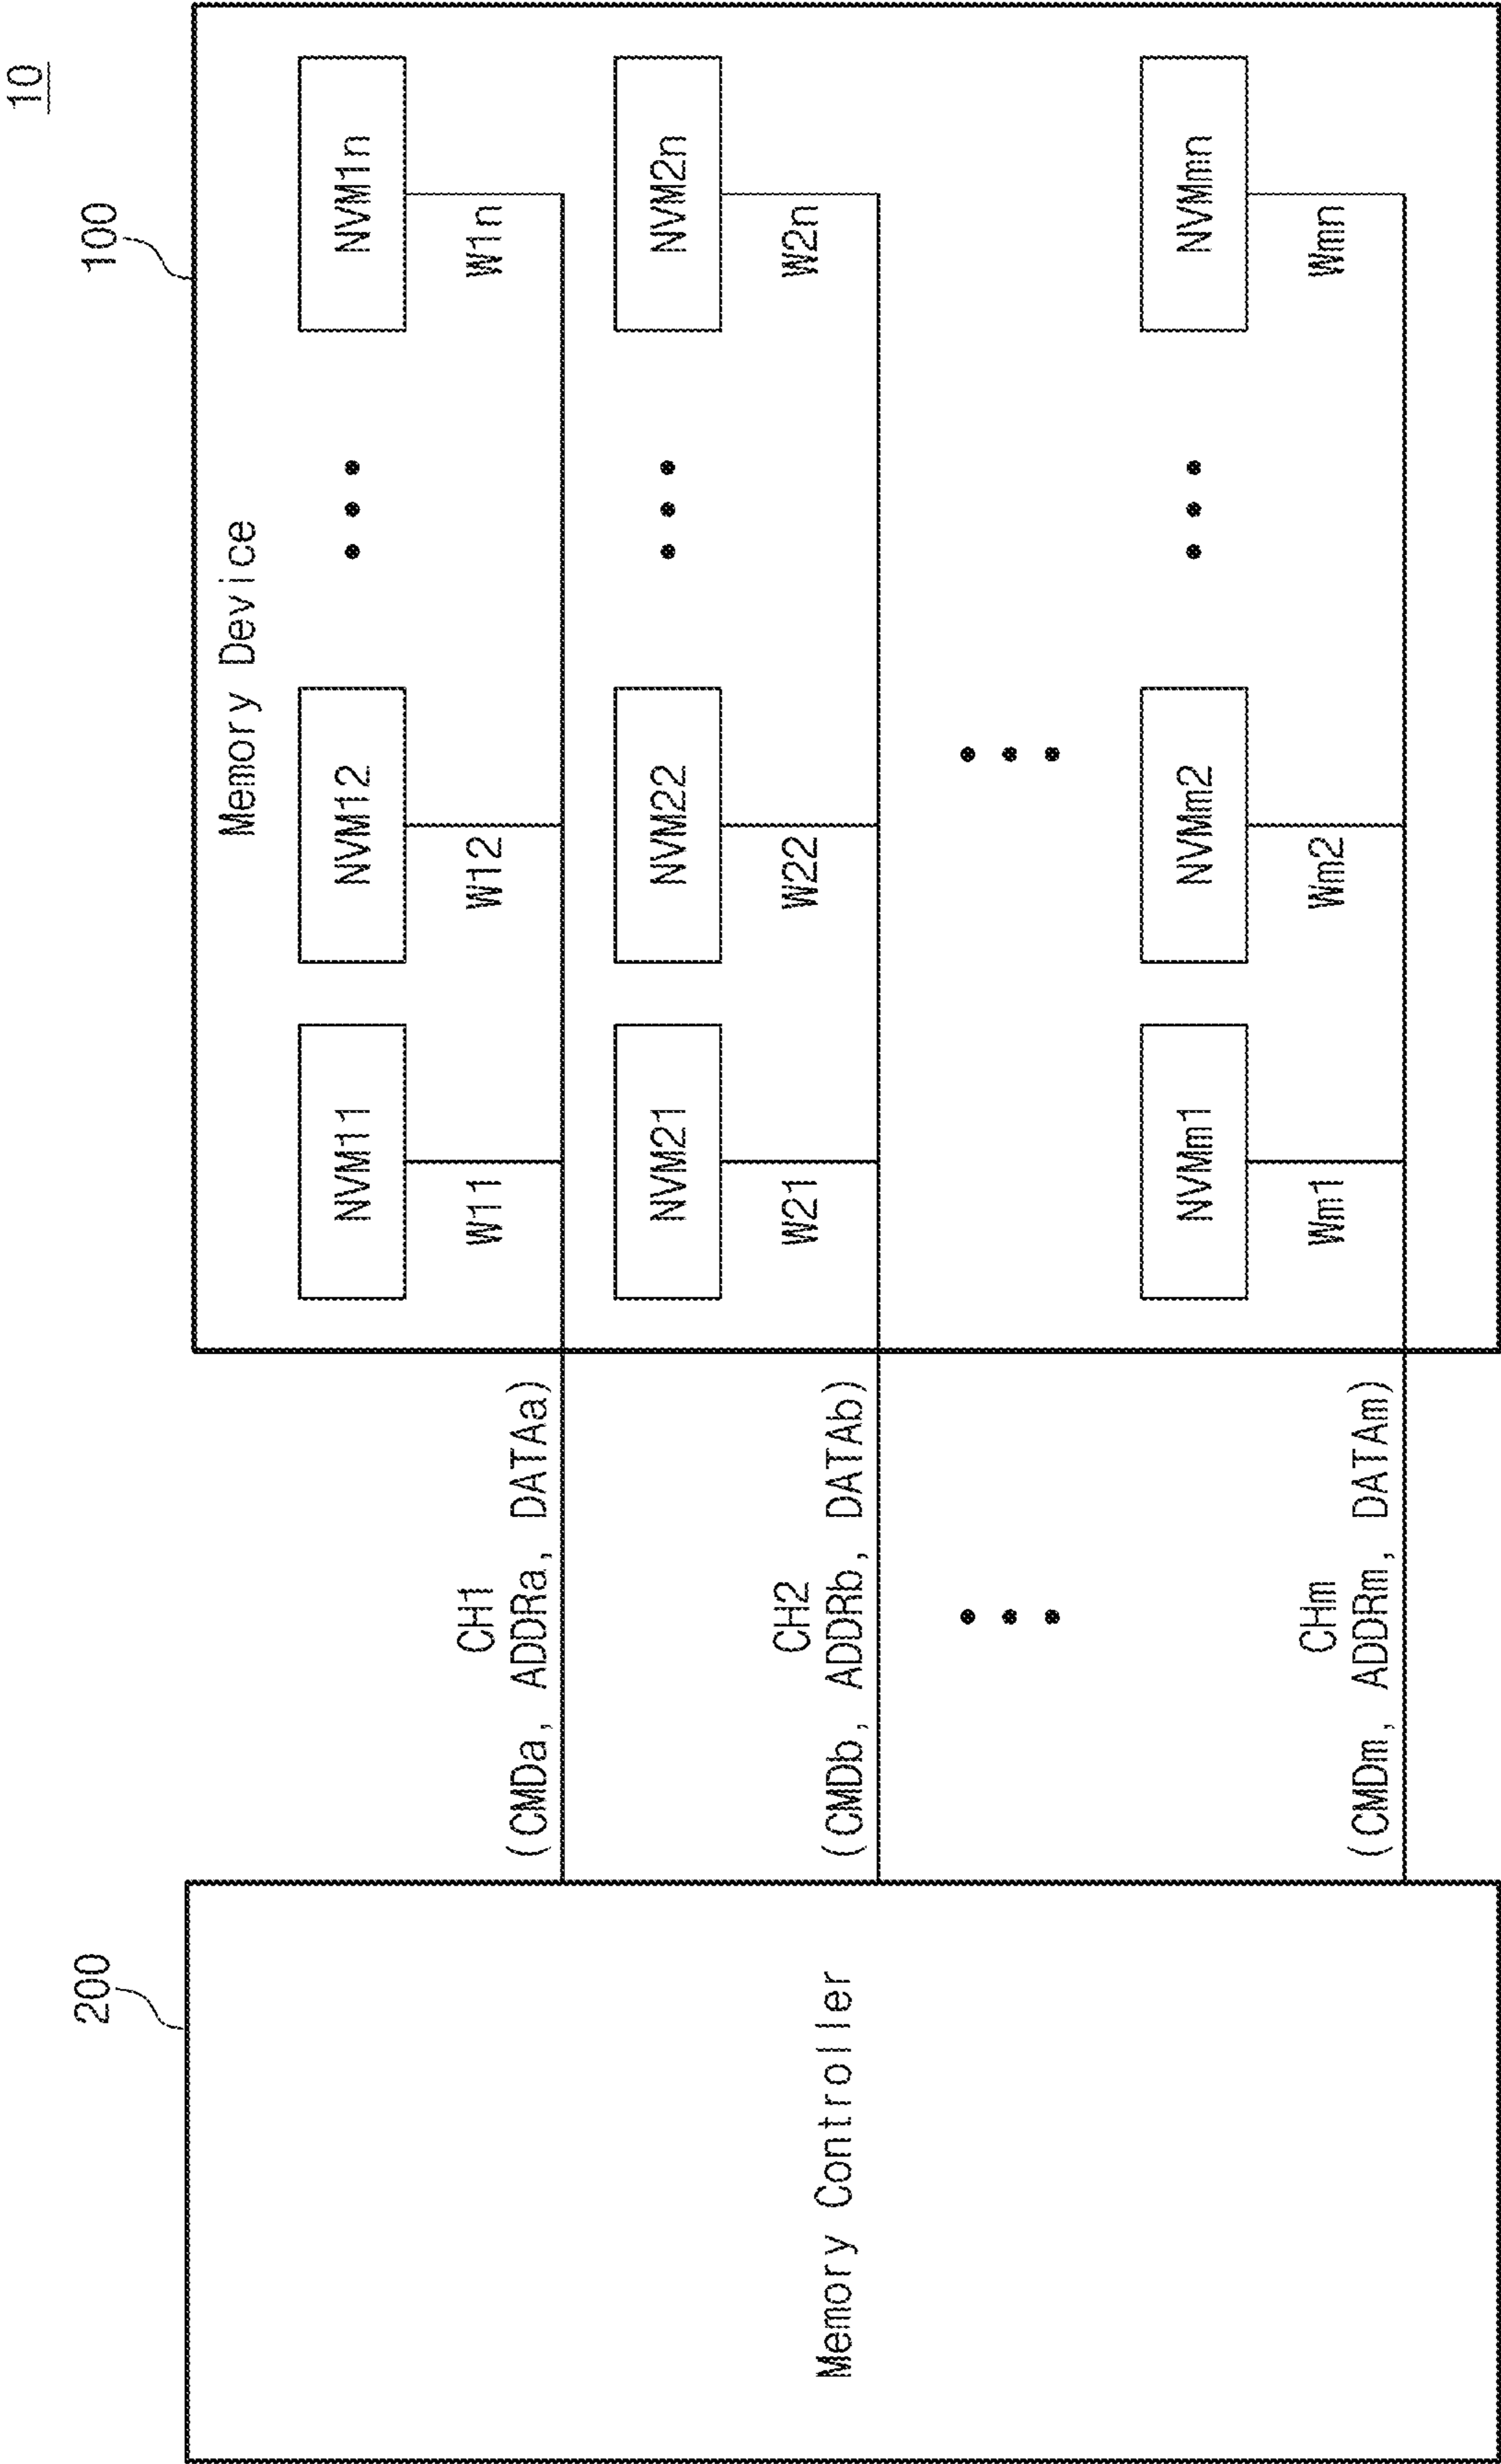 10
200
100
Memory Controller
Memory Device
CH1
(CMDa, ADDRa, DATAa)
CH2
(CMDb, ADDRb, DATAb)
CHm
(CMDm, ADDRm, DATAm)
NVM11
NVM12
NVM1n
W11
W12
W1n
NVM21
NVM22
NVM2n
W21
W22
W2n
NVMm1
NVMm2
NVMmn
Wm1
Wm2
Wmn